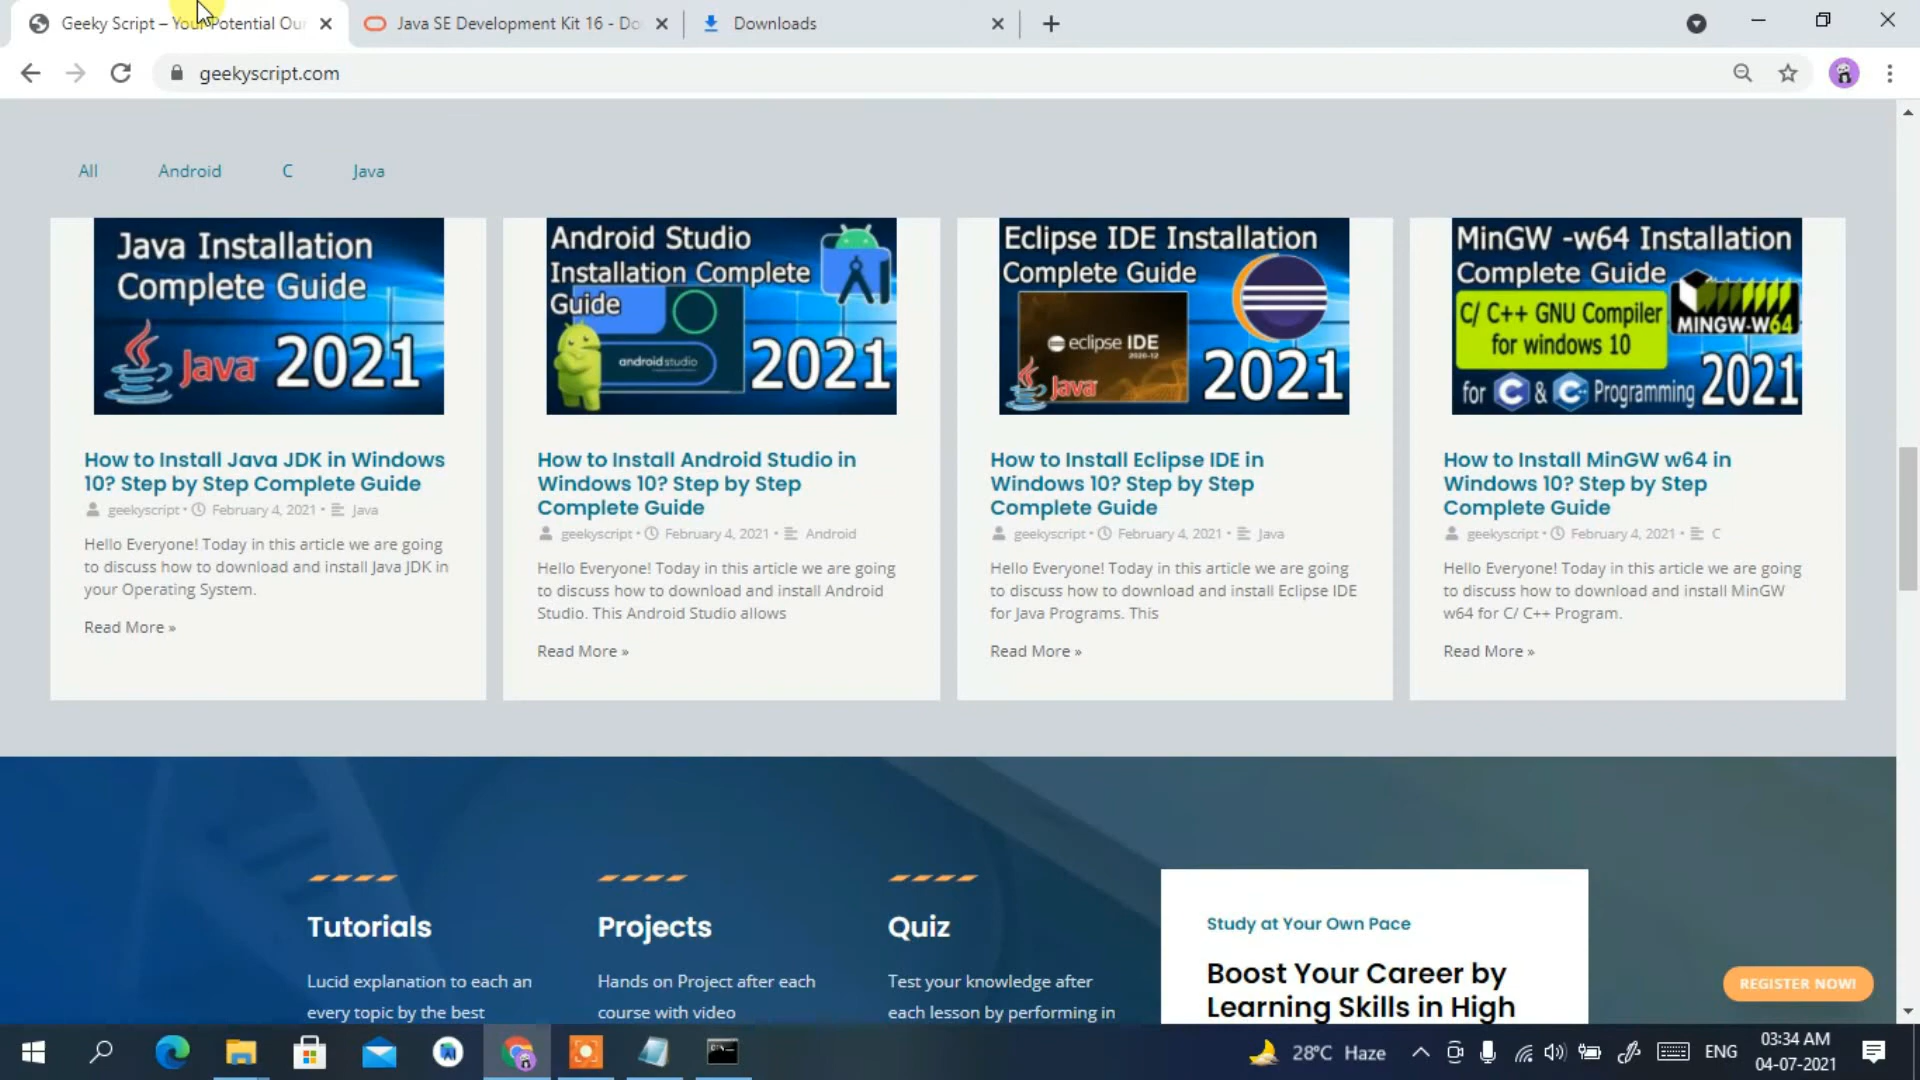 Geeky Script – Your Potential Our
Java SE Development Kit 16 - Do
Downloads
geekyscript.com
All
Android
C
Java
Java Installation
Complete Guide
Java 2021
Android Studio
Installation Complete
Guide
android studio
2021
Eclipse IDE Installation
Complete Guide
eclipse IDE
2020-12
Java
2021
MinGW -w64 Installation
Complete Guide
C/ C++ GNU Compiler
for windows 10
MINGW-W64
for C & C++ Programming 2021
How to Install Java JDK in Windows
10? Step by Step Complete Guide
geekyscript • February 4, 2021 • Java
Hello Everyone! Today in this article we are going
to discuss how to download and install Java JDK in
your Operating System.
Read More »
How to Install Android Studio in
Windows 10? Step by Step
Complete Guide
geekyscript • February 4, 2021 • Android
Hello Everyone! Today in this article we are going
to discuss how to download and install Android
Studio. This Android Studio allows
Read More »
How to Install Eclipse IDE in
Windows 10? Step by Step
Complete Guide
geekyscript • February 4, 2021 • Java
Hello Everyone! Today in this article we are going
to discuss how to download and install Eclipse IDE
for Java Programs. This
Read More »
How to Install MinGW w64 in
Windows 10? Step by Step
Complete Guide
geekyscript • February 4, 2021 • C
Hello Everyone! Today in this article we are going
to discuss how to download and install MinGW
w64 for C/ C++ Program.
Read More »
Tutorials
Lucid explanation to each an
every topic by the best
Projects
Hands on Project after each
course with video
Quiz
Test your knowledge after
each lesson by performing in
Study at Your Own Pace
Boost Your Career by
Learning Skills in High
REGISTER NOW!
28°C Haze
ENG
03:34 AM
04-07-2021